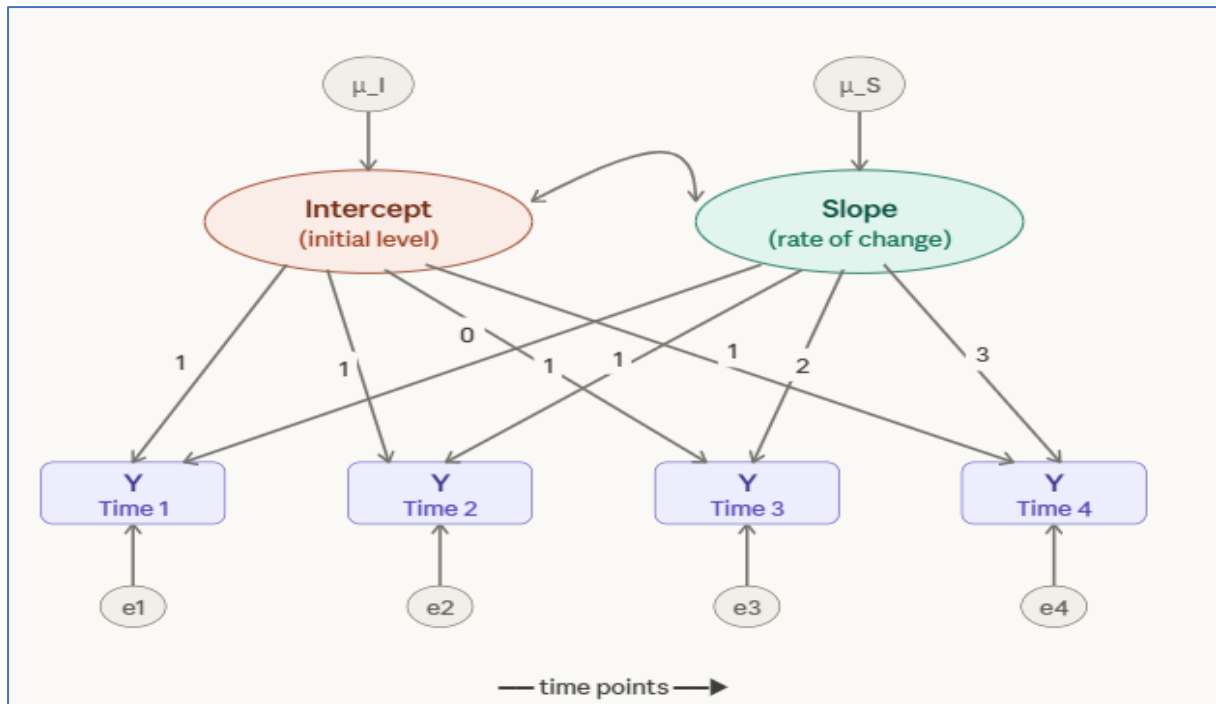 μ_I
μ_S
Intercept
(initial level)
Slope
(rate of change)
0
1
1
1
1
1
2
3
Y
Time 1
Y
Time 2
Y
Time 3
Y
Time 4
e1
e2
e3
e4
time points